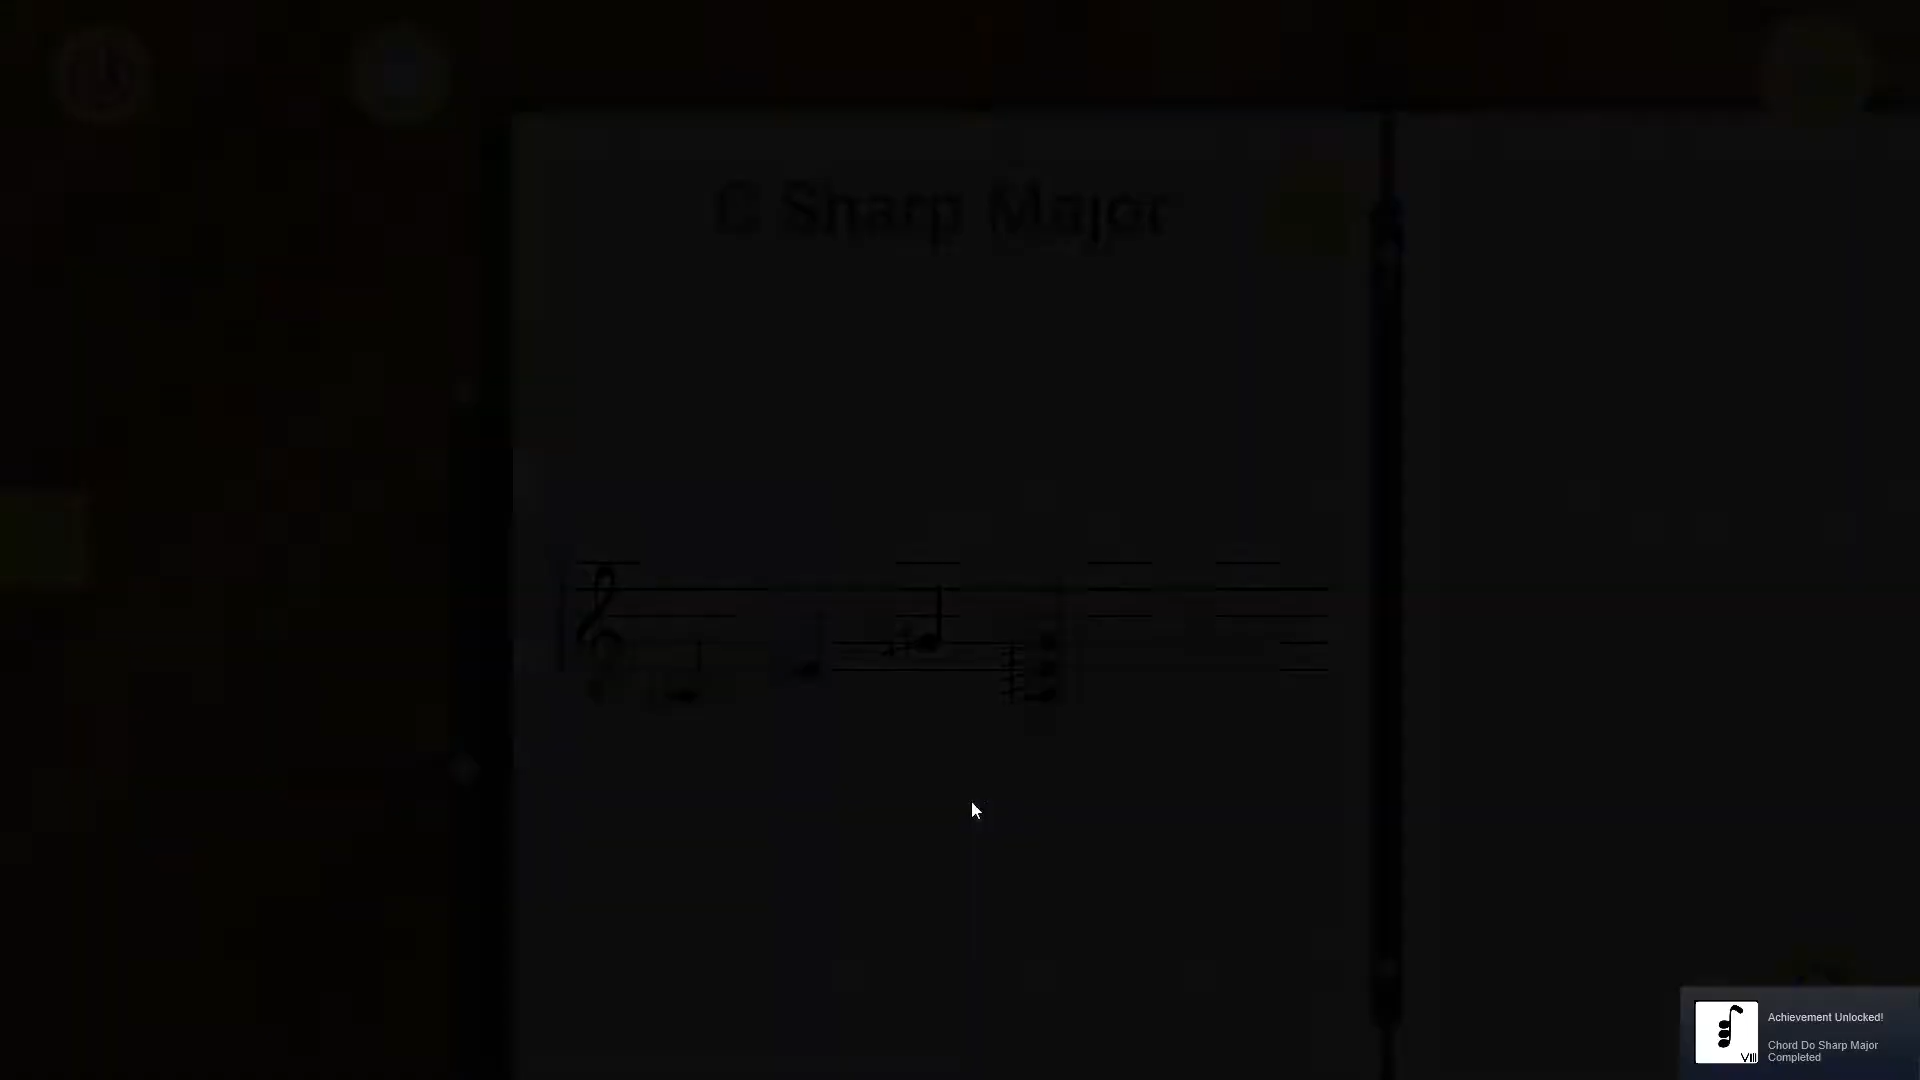 C Sharp Major
Achievement Unlocked!
Chord Do Sharp Major
Completed
VIII